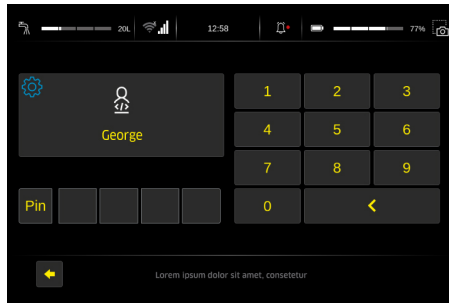 20L 12:58 77%
1 2 3
George
4 5 6
7 8 9
Pin 0
Lorem ipsum dolor sit amet, consetetur